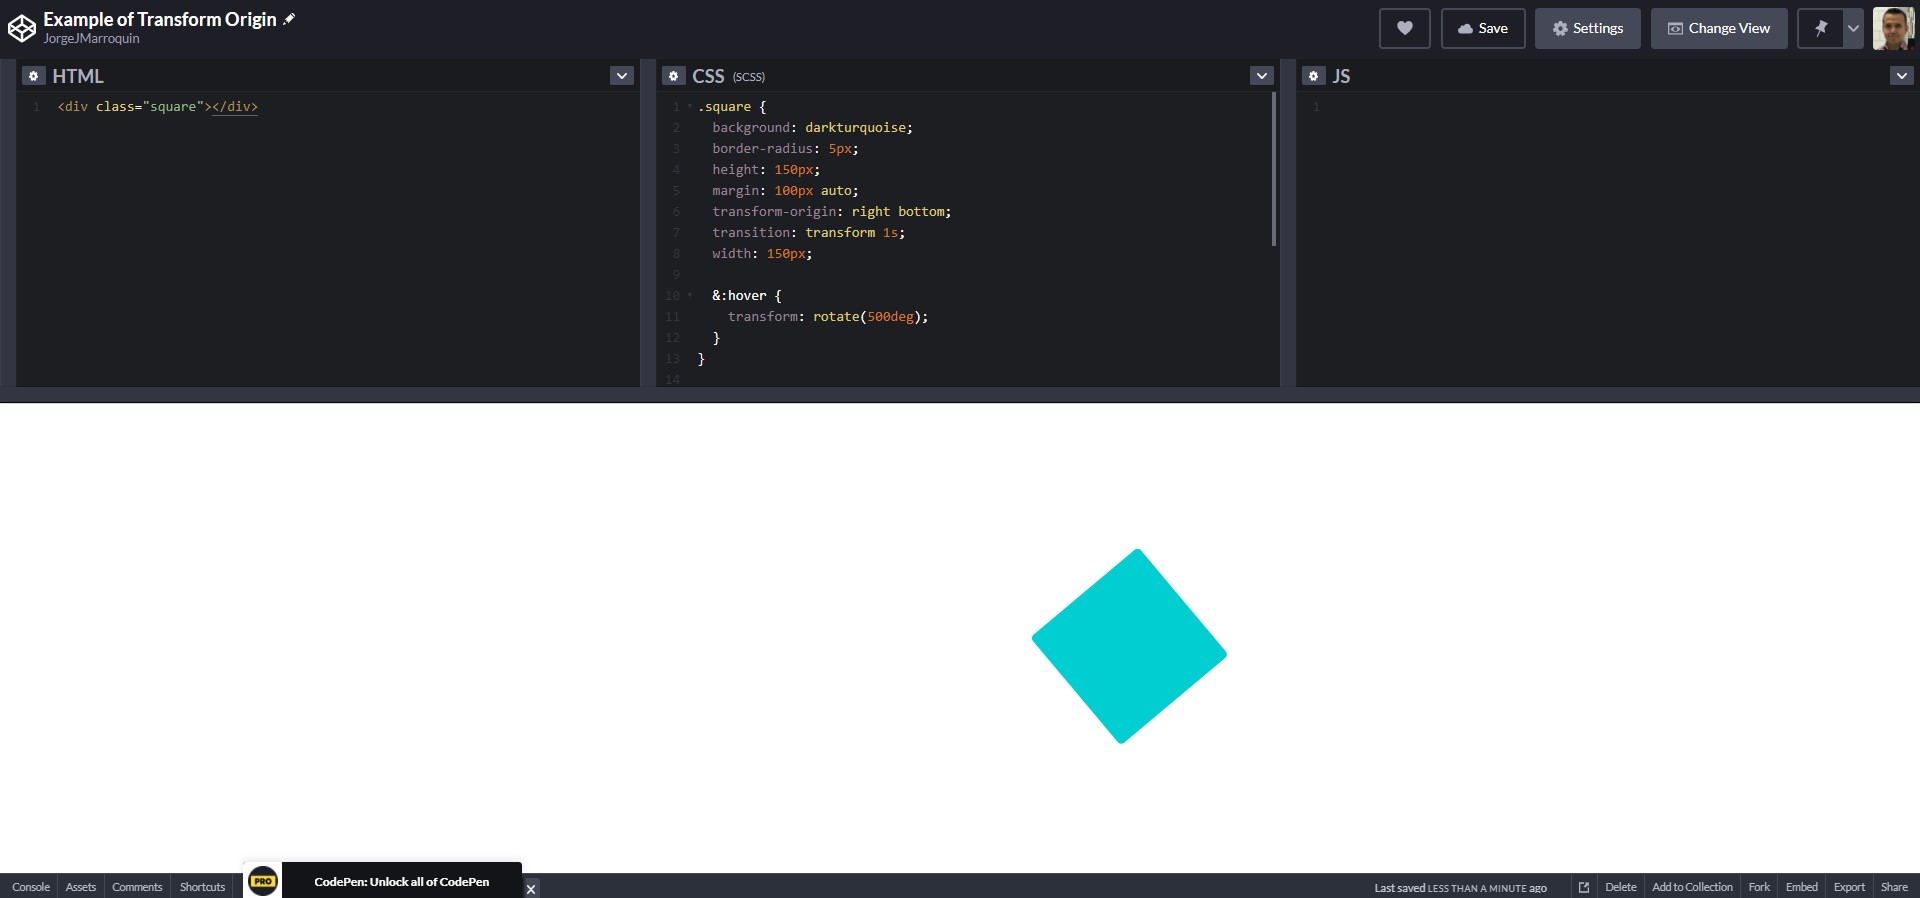 Example of Transform Origin
JorgeJMarroquin
Save
Settings
Change View
HTML
1 <div class="square"></div>
CSS (SCSS)
1 .square {
2 background: darkturquoise;
3 border-radius: 5px;
4 height: 150px;
5 margin: 100px auto;
6 transform-origin: right bottom;
7 transition: transform 1s;
8 width: 150px;
9
10 &:hover {
11 transform: rotate(500deg);
12 }
13 }
14
JS
1
Console
Assets
Comments
Shortcuts
PRO
CodePen: Unlock all of CodePen
Last saved LESS THAN A MINUTE ago
Delete
Add to Collection
Fork
Embed
Export
Share